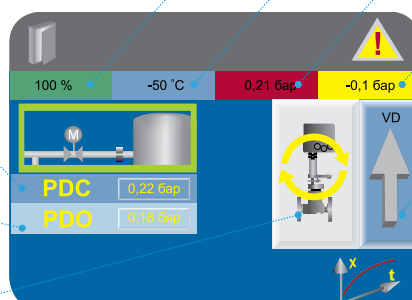 100 %
-50 °C
0,21 бар
-0,1 бар
M
VD
PDC 0,22 бар
PDO 0.18 бар
x
t